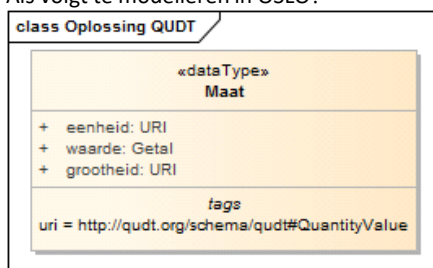 Als volgt te modelleren in OSLO:
class Oplossing QUDT
«dataType»
Maat
+ eenheid: URI
+ waarde: Getal
+ grootheid: URI
tags
uri = http://qudt.org/schema/qudt#QuantityValue